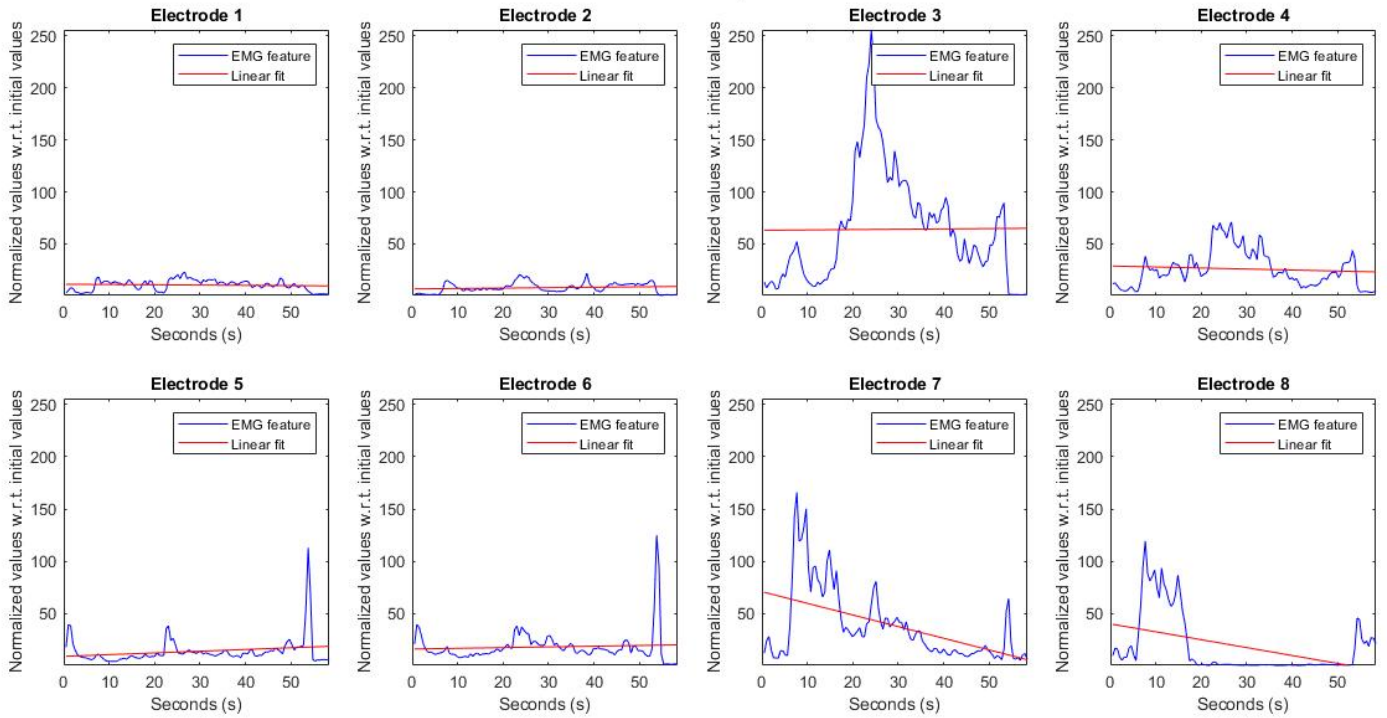 Electrode 1
Normalized values w.r.t. initial values
250
200
150
100
50
EMG feature
Linear fit
0 10 20 30 40 50
Seconds (s)
Electrode 2
Normalized values w.r.t. initial values
250
200
150
100
50
EMG feature
Linear fit
0 10 20 30 40 50
Seconds (s)
Electrode 3
Normalized values w.r.t. initial values
250
200
150
100
50
EMG feature
Linear fit
0 10 20 30 40 50
Seconds (s)
Electrode 4
Normalized values w.r.t. initial values
250
200
150
100
50
EMG feature
Linear fit
0 10 20 30 40 50
Seconds (s)
Electrode 5
Normalized values w.r.t. initial values
250
200
150
100
50
EMG feature
Linear fit
0 10 20 30 40 50
Seconds (s)
Electrode 6
Normalized values w.r.t. initial values
250
200
150
100
50
EMG feature
Linear fit
0 10 20 30 40 50
Seconds (s)
Electrode 7
Normalized values w.r.t. initial values
250
200
150
100
50
EMG feature
Linear fit
0 10 20 30 40 50
Seconds (s)
Electrode 8
Normalized values w.r.t. initial values
250
200
150
100
50
EMG feature
Linear fit
0 10 20 30 40 50
Seconds (s)